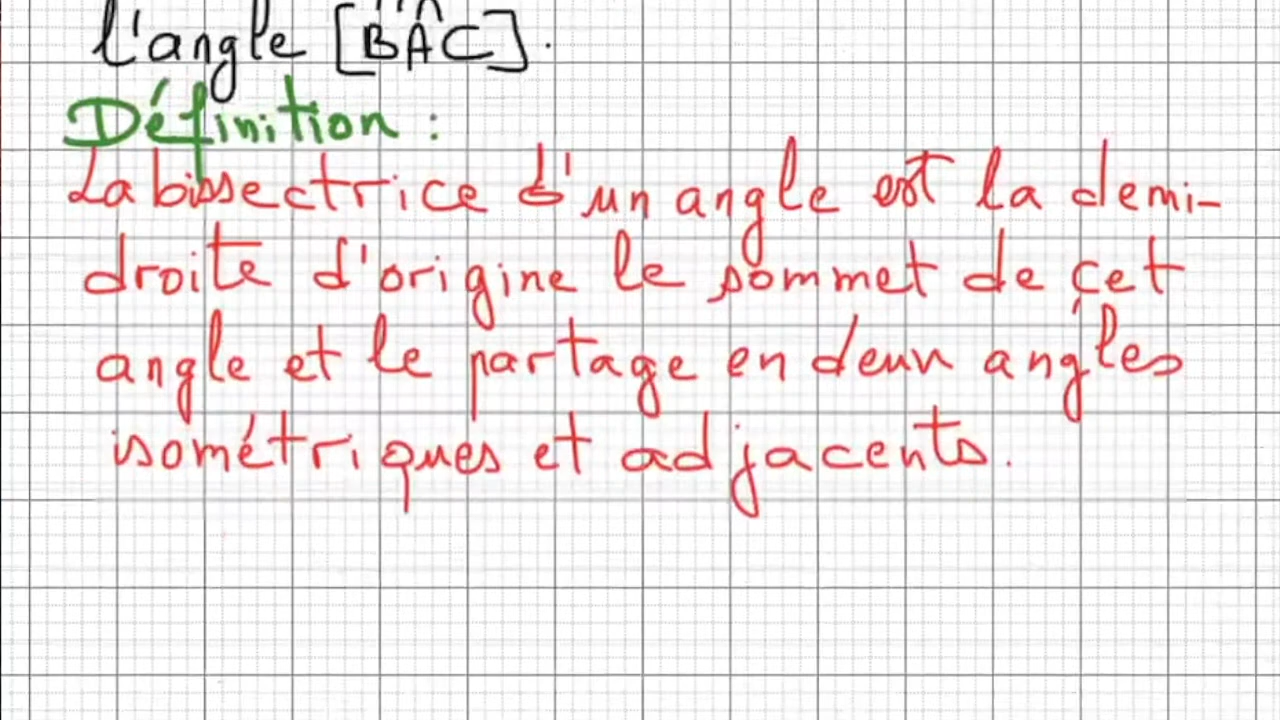 l'angle [BÂC].
Définition :
La bissectrice d'un angle est la demi-
droite d'origine le sommet de cet
angle et le partage en deux angles
isométriques et adjacents.